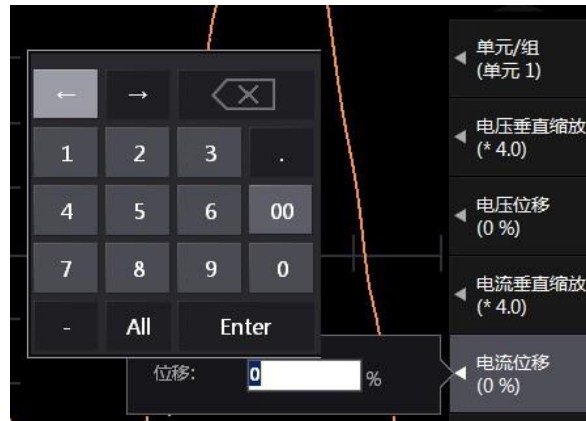 ← →
1 2 3 .
4 5 6 00
7 8 9 0
- All Enter
位移: 0 %
单元/组
(单元 1)
电压垂直缩放
(* 4.0)
电压位移
(0 %)
电流垂直缩放
(* 4.0)
电流位移
(0 %)